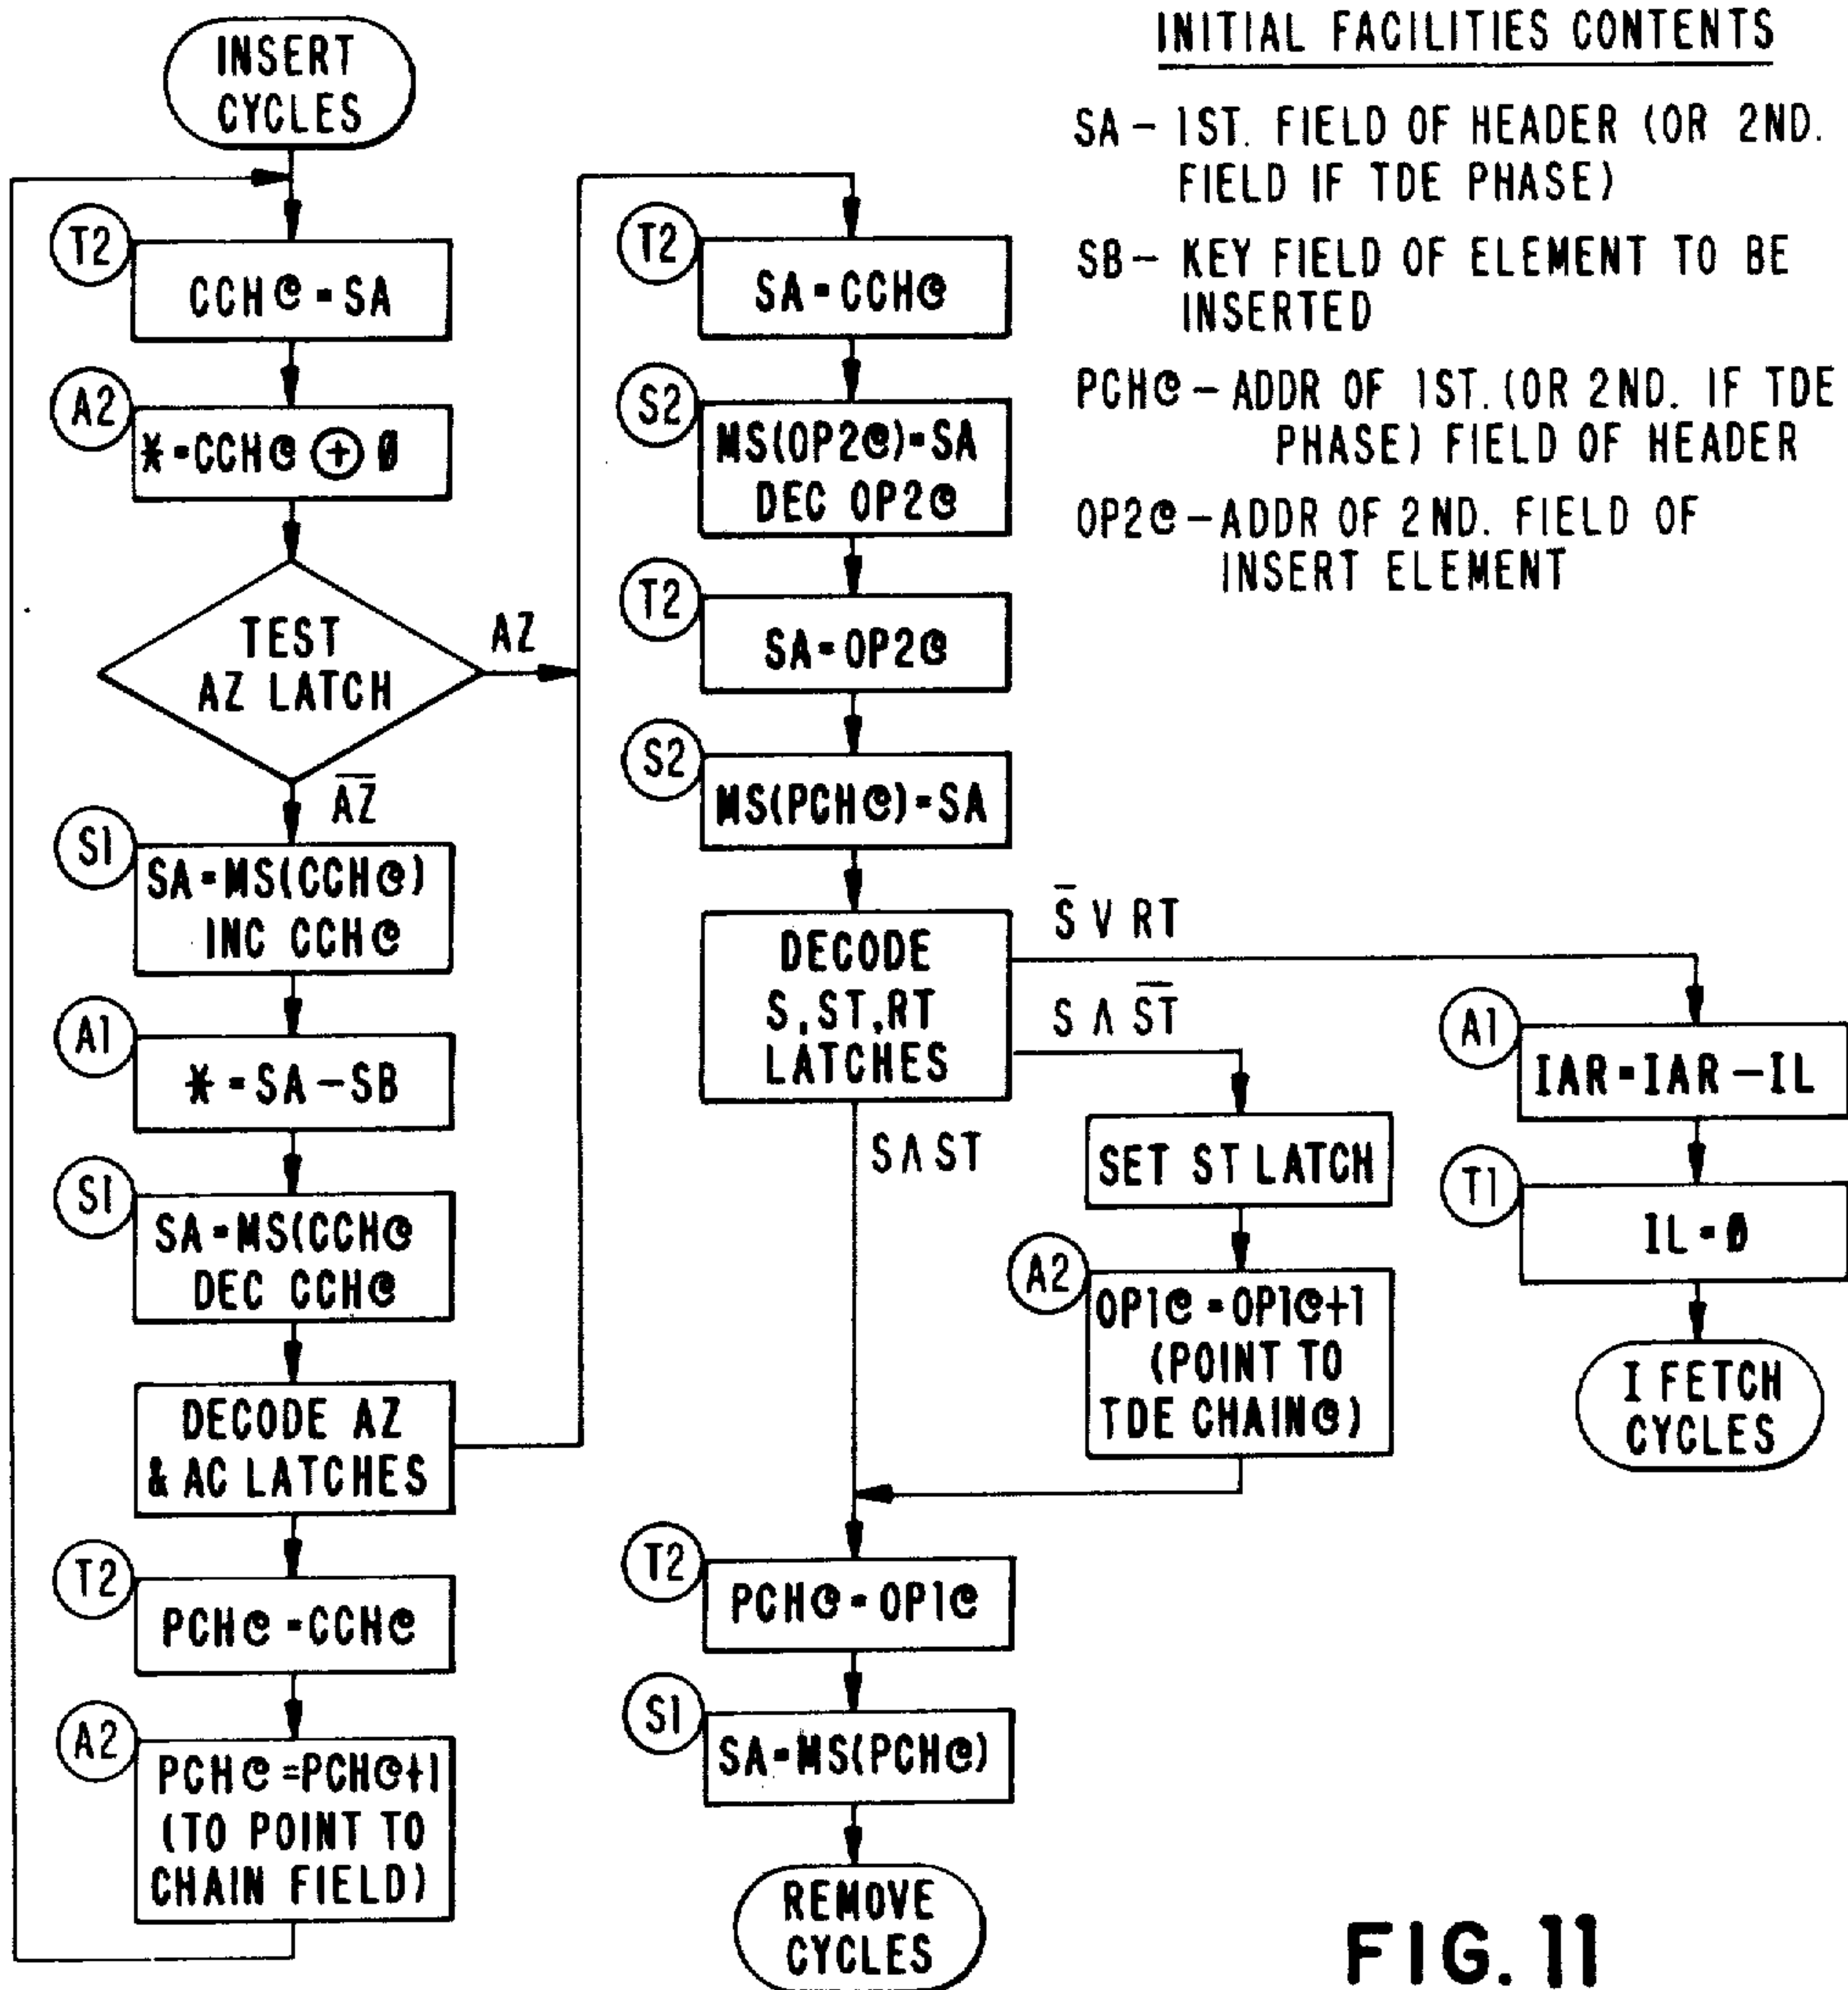 INSERT
CYCLES
T2
CCH@ = SA
A2
* = CCH@ ⊕ Ø
TEST
AZ LATCH
AZ
A̅Z̅
S1
SA = MS(CCH@)
INC CCH@
A1
* = SA - SB
S1
SA = MS(CCH@
DEC CCH@
DECODE AZ
& AC LATCHES
T2
PCH@ = CCH@
A2
PCH@ = PCH@+1
(TO POINT TO
CHAIN FIELD)
T2
SA = CCH@
S2
MS(OP2@) = SA
DEC OP2@
T2
SA = OP2@
S2
MS(PCH@) = SA
DECODE
S, ST, RT
LATCHES
S̅ V RT
S Λ S̅T̅
S Λ ST
SET ST LATCH
A2
OP1@ = OP1@+1
(POINT TO
TDE CHAIN@)
T2
PCH@ = OP1@
S1
SA = MS(PCH@)
REMOVE
CYCLES
A1
IAR = IAR - IL
T1
IL = Ø
I FETCH
CYCLES
INITIAL FACILITIES CONTENTS
SA - 1ST. FIELD OF HEADER (OR 2ND.
FIELD IF TDE PHASE)
SB - KEY FIELD OF ELEMENT TO BE
INSERTED
PCH@ - ADDR OF 1ST. (OR 2ND. IF TDE
PHASE) FIELD OF HEADER
OP2@ - ADDR OF 2ND. FIELD OF
INSERT ELEMENT
FIG. 11